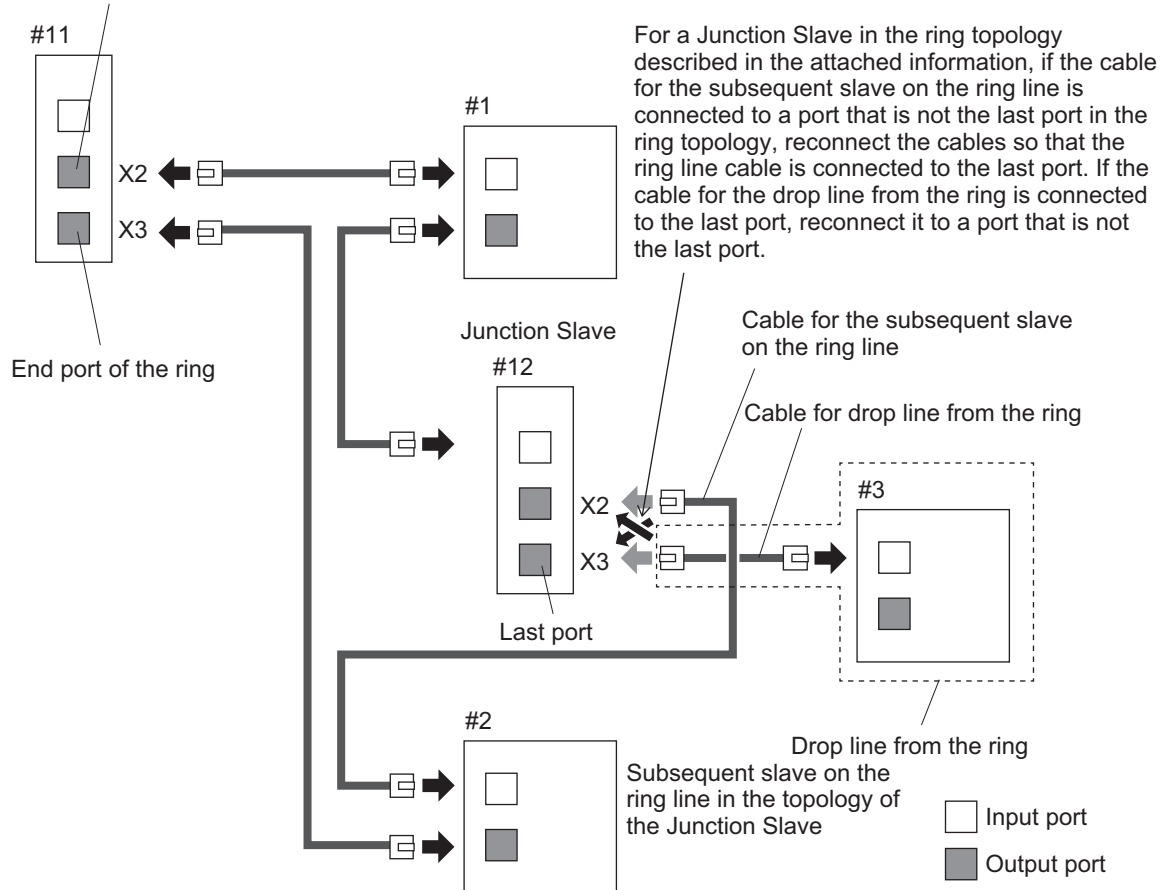 #11
X2
X3
End port of the ring
#1
For a Junction Slave in the ring topology
described in the attached information, if the cable
for the subsequent slave on the ring line is
connected to a port that is not the last port in the
ring topology, reconnect the cables so that the
ring line cable is connected to the last port. If the
cable for the drop line from the ring is connected
to the last port, reconnect it to a port that is not
the last port.
Junction Slave
#12
X2
X3
Last port
Cable for the subsequent slave
on the ring line
Cable for drop line from the ring
#3
Drop line from the ring
#2
Subsequent slave on the
ring line in the topology of
the Junction Slave
Input port
Output port